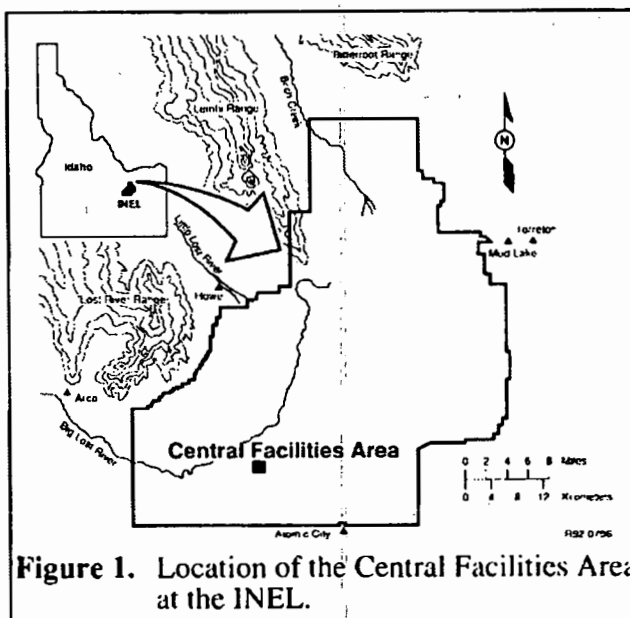 Bitterroot Range
Lemhi Range
Birch Creek
Idaho
INEL
N
Terreton
Mud Lake
Little Lost River
Howe
Lost River Range
Arco
Big Lost River
Central Facilities Area
0 2 4 6 8 Miles
0 4 8 12 Kilometers
Atomic City
R92 0796
Figure 1. Location of the Central Facilities Area
at the INEL.